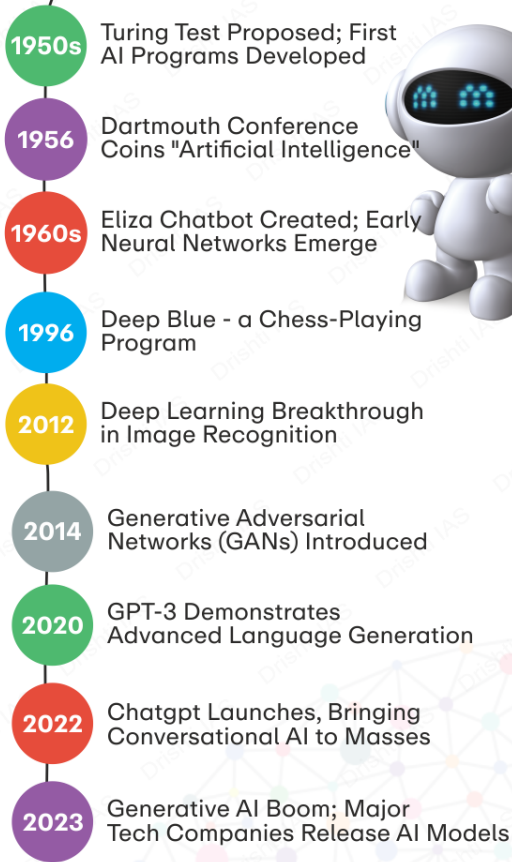 1950s
Turing Test Proposed; First
AI Programs Developed
1956
Dartmouth Conference
Coins "Artificial Intelligence"
1960s
Eliza Chatbot Created; Early
Neural Networks Emerge
1996
Deep Blue - a Chess-Playing
Program
2012
Deep Learning Breakthrough
in Image Recognition
2014
Generative Adversarial
Networks (GANs) Introduced
2020
GPT-3 Demonstrates
Advanced Language Generation
2022
Chatgpt Launches, Bringing
Conversational AI to Masses
2023
Generative AI Boom; Major
Tech Companies Release AI Models
Drishti IAS